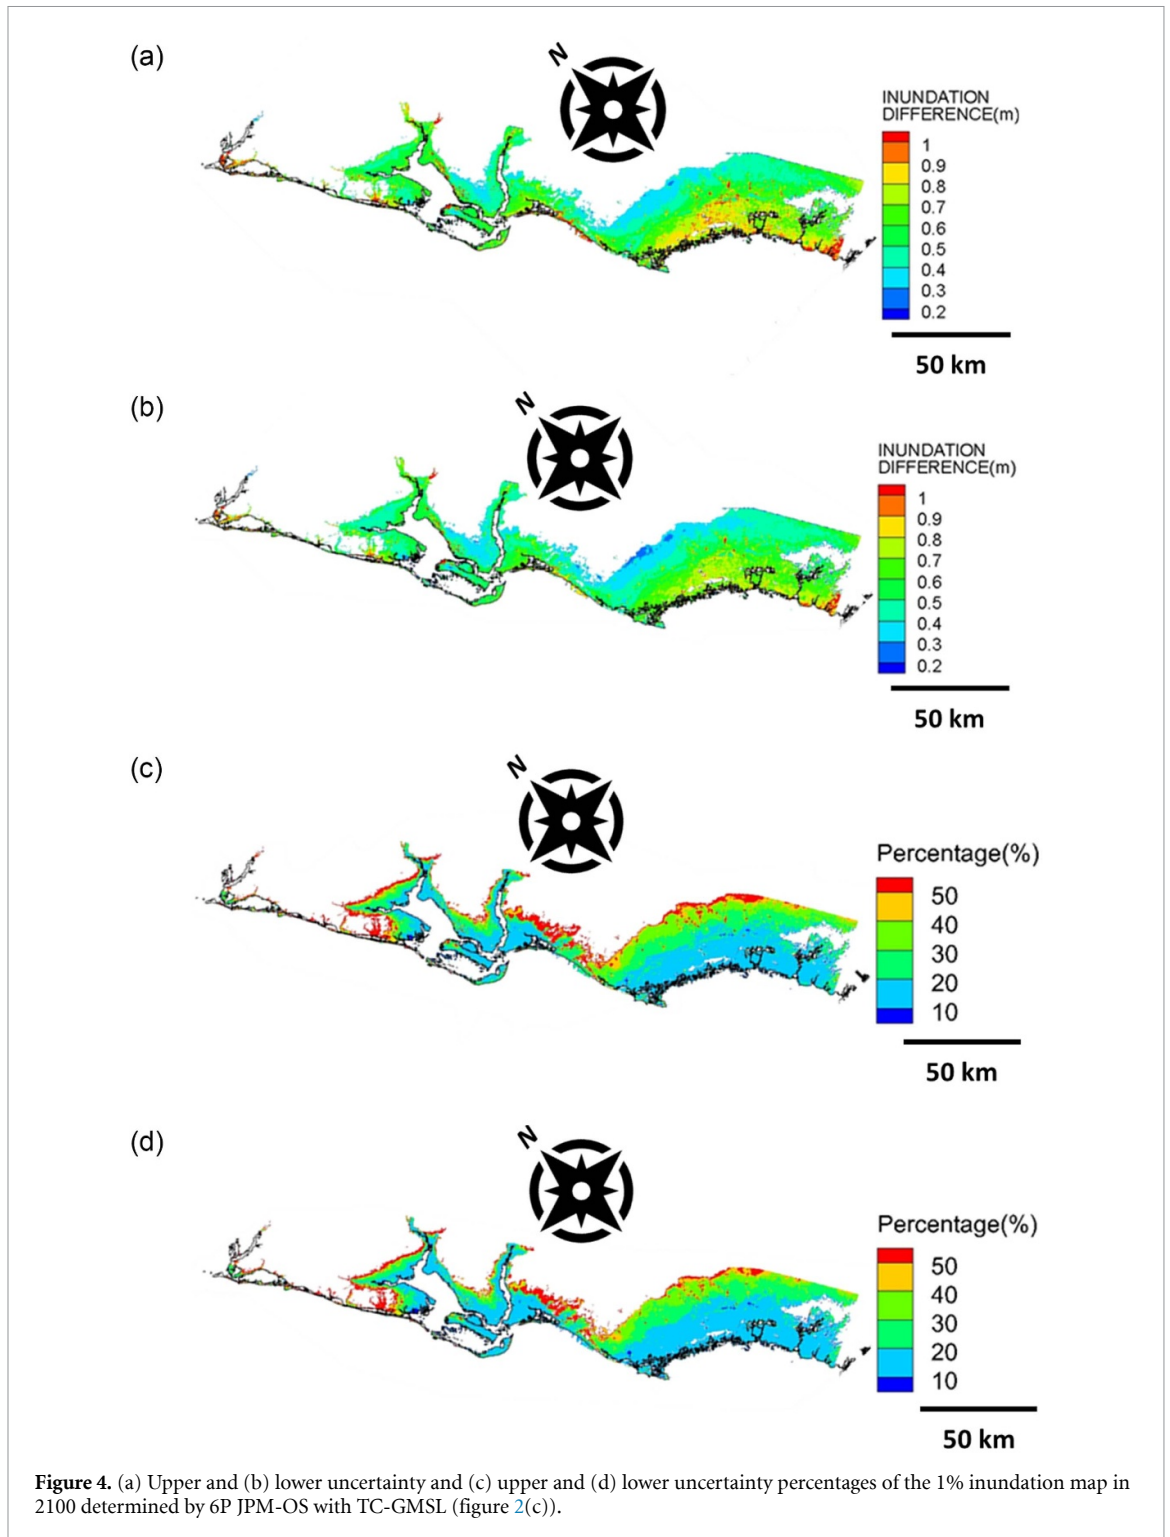 (a)
N
INUNDATION
DIFFERENCE(m)
1
0.9
0.8
0.7
0.6
0.5
0.4
0.3
0.2
50 km
(b)
N
INUNDATION
DIFFERENCE(m)
1
0.9
0.8
0.7
0.6
0.5
0.4
0.3
0.2
50 km
(c)
N
Percentage(%)
50
40
30
20
10
50 km
(d)
N
Percentage(%)
50
40
30
20
10
50 km
Figure 4. (a) Upper and (b) lower uncertainty and (c) upper and (d) lower uncertainty percentages of the 1% inundation map in
2100 determined by 6P JPM-OS with TC-GMSL (figure 2(c)).